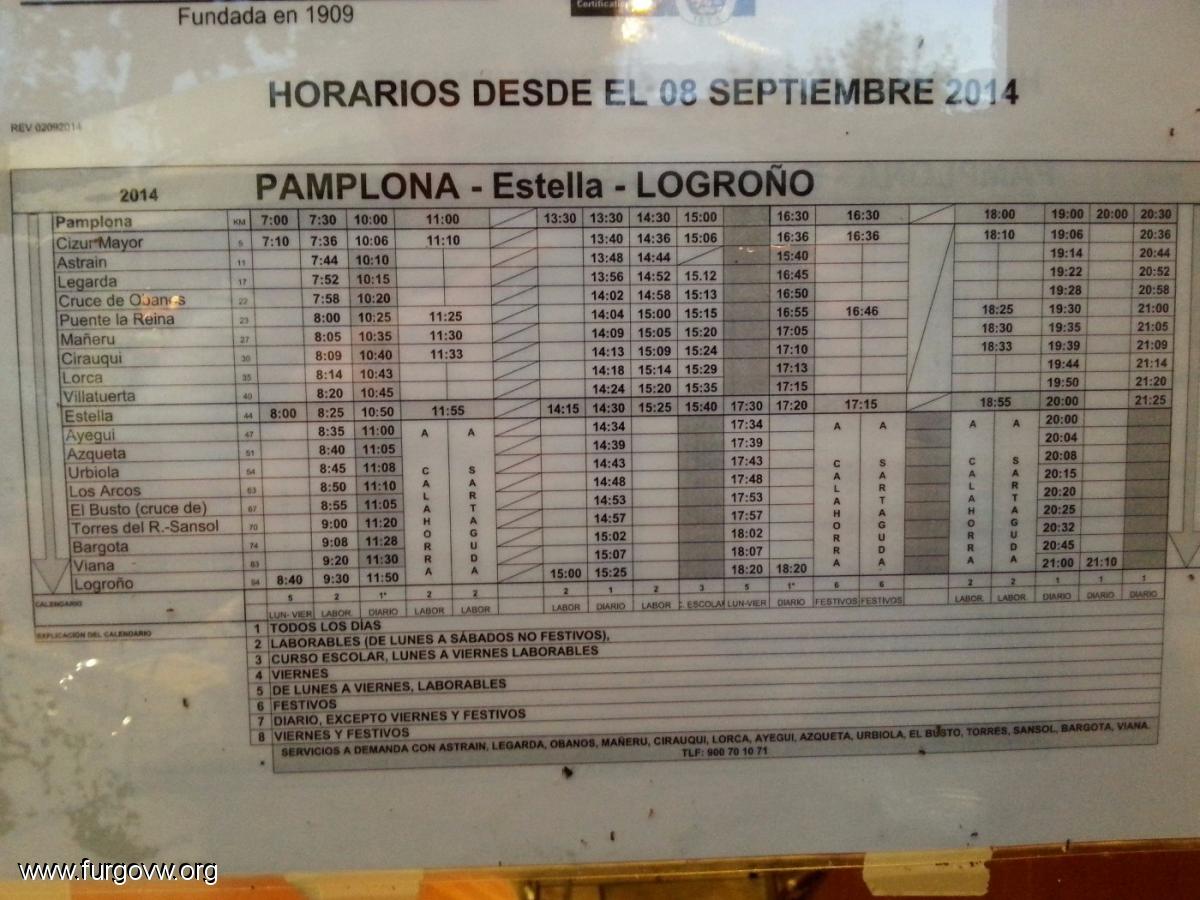 Fundada en 1909
Certification
HORARIOS DESDE EL 08 SEPTIEMBRE 2014
REV 02092014
2014 PAMPLONA - Estella - LOGROÑO
Pamplona KM 7:00 7:30 10:00 11:00 13:30 13:30 14:30 15:00 16:30 16:30 18:00 19:00 20:00 20:30
Cizur Mayor 5 7:10 7:36 10:06 11:10 13:40 14:36 15:06 16:36 16:36 18:10 19:06 20:36
Astrain 11 7:44 10:10 13:48 14:44 15:40 19:14 20:44
Legarda 17 7:52 10:15 13:56 14:52 15.12 16:45 19:22 20:52
Cruce de Obanos 22 7:58 10:20 14:02 14:58 15:13 16:50 19:28 20:58
Puente la Reina 23 8:00 10:25 11:25 14:04 15:00 15:15 16:55 16:46 18:25 19:30 21:00
Mañeru 27 8:05 10:35 11:30 14:09 15:05 15:20 17:05 18:30 19:35 21:05
Cirauqui 30 8:09 10:40 11:33 14:13 15:09 15:24 17:10 18:33 19:39 21:09
Lorca 35 8:14 10:43 14:18 15:14 15:29 17:13 19:44 21:14
Villatuerta 40 8:20 10:45 14:24 15:20 15:35 17:15 19:50 21:20
Estella 44 8:00 8:25 10:50 11:55 14:15 14:30 15:25 15:40 17:30 17:20 17:15 18:55 20:00 21:25
Ayegui 47 8:35 11:00 14:34 17:34 20:00
Azqueta 51 8:40 11:05 14:39 17:39 20:04
Urbiola 54 8:45 11:08 14:43 17:43 20:08
Los Arcos 63 8:50 11:10 14:48 17:48 20:15
El Busto (cruce de) 67 8:55 11:05 14:53 17:53 20:20
Torres del R.-Sansol 70 9:00 11:20 14:57 17:57 20:25
Bargota 74 9:08 11:28 15:02 18:02 20:32
Viana 83 9:20 11:30 15:07 18:07 20:45
Logroño 94 8:40 9:30 11:50 15:00 15:25 18:20 18:20 21:00 21:10
A CALAHORRA
A SARTAGUDA
A CALAHORRA
A SARTAGUDA
A CALAHORRA
A SARTAGUDA
CALENDARIO 5 2 1* 2 2 2 1 2 3 5 1* 6 6 2 2 1 1 1
LUN-VIER LABOR. DIARIO LABOR LABOR LABOR DIARIO LABOR C. ESCOLAR LUN-VIER DIARIO FESTIVOS FESTIVOS LABOR. LABOR. DIARIO DIARIO DIARIO
EXPLICACIÓN DEL CALENDARIO
1 TODOS LOS DÍAS
2 LABORABLES (DE LUNES A SÁBADOS NO FESTIVOS),
3 CURSO ESCOLAR, LUNES A VIERNES LABORABLES
4 VIERNES
5 DE LUNES A VIERNES, LABORABLES
6 FESTIVOS
7 DIARIO, EXCEPTO VIERNES Y FESTIVOS
8 VIERNES Y FESTIVOS
SERVICIOS A DEMANDA CON ASTRAIN, LEGARDA, OBANOS, MAÑERU, CIRAUQUI, LORCA, AYEGUI, AZQUETA, URBIOLA, EL BUSTO, TORRES, SANSOL, BARGOTA, VIANA.
TLF: 900 70 10 71
www.furgovw.org